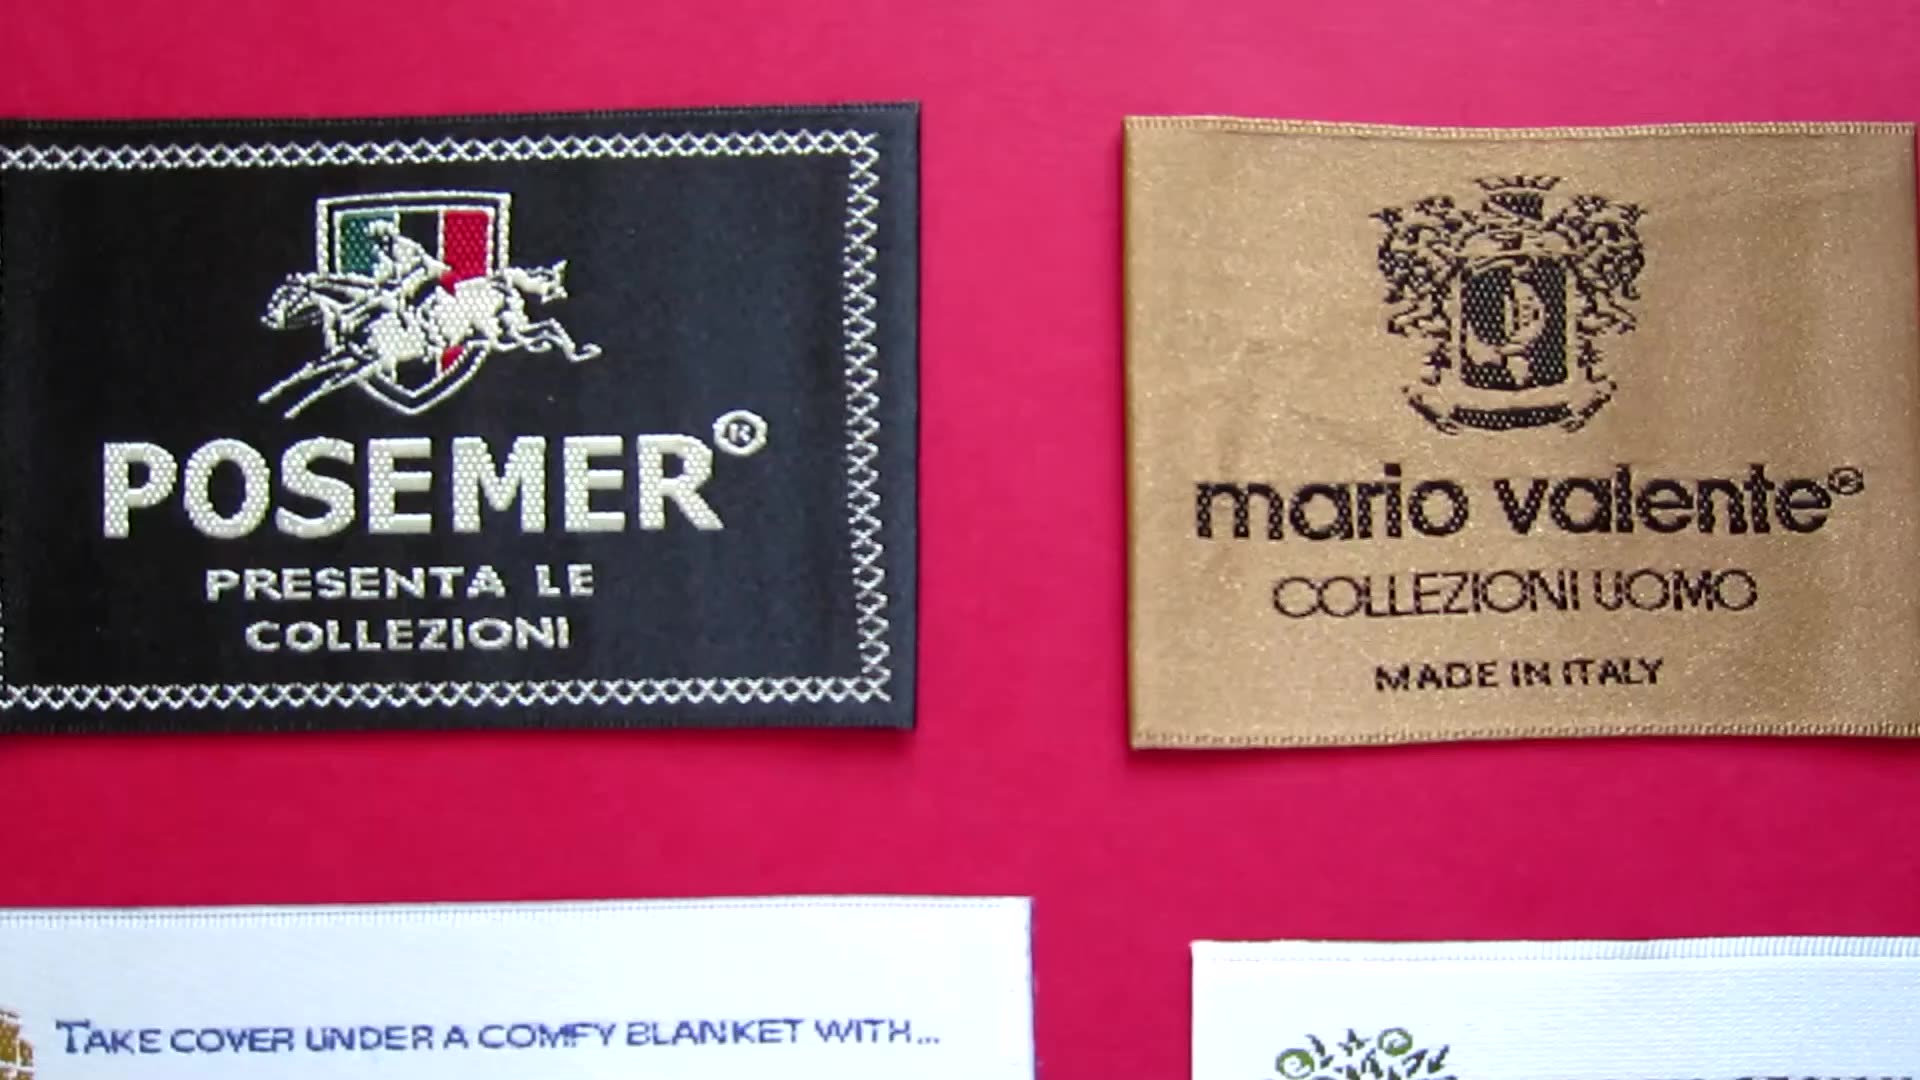 POSEMER®
PRESENTA LE
COLLEZIONI
mario valente®
COLLEZIONI UOMO
MADE IN ITALY
TAKE COVER UNDER A COMFY BLANKET WITH...